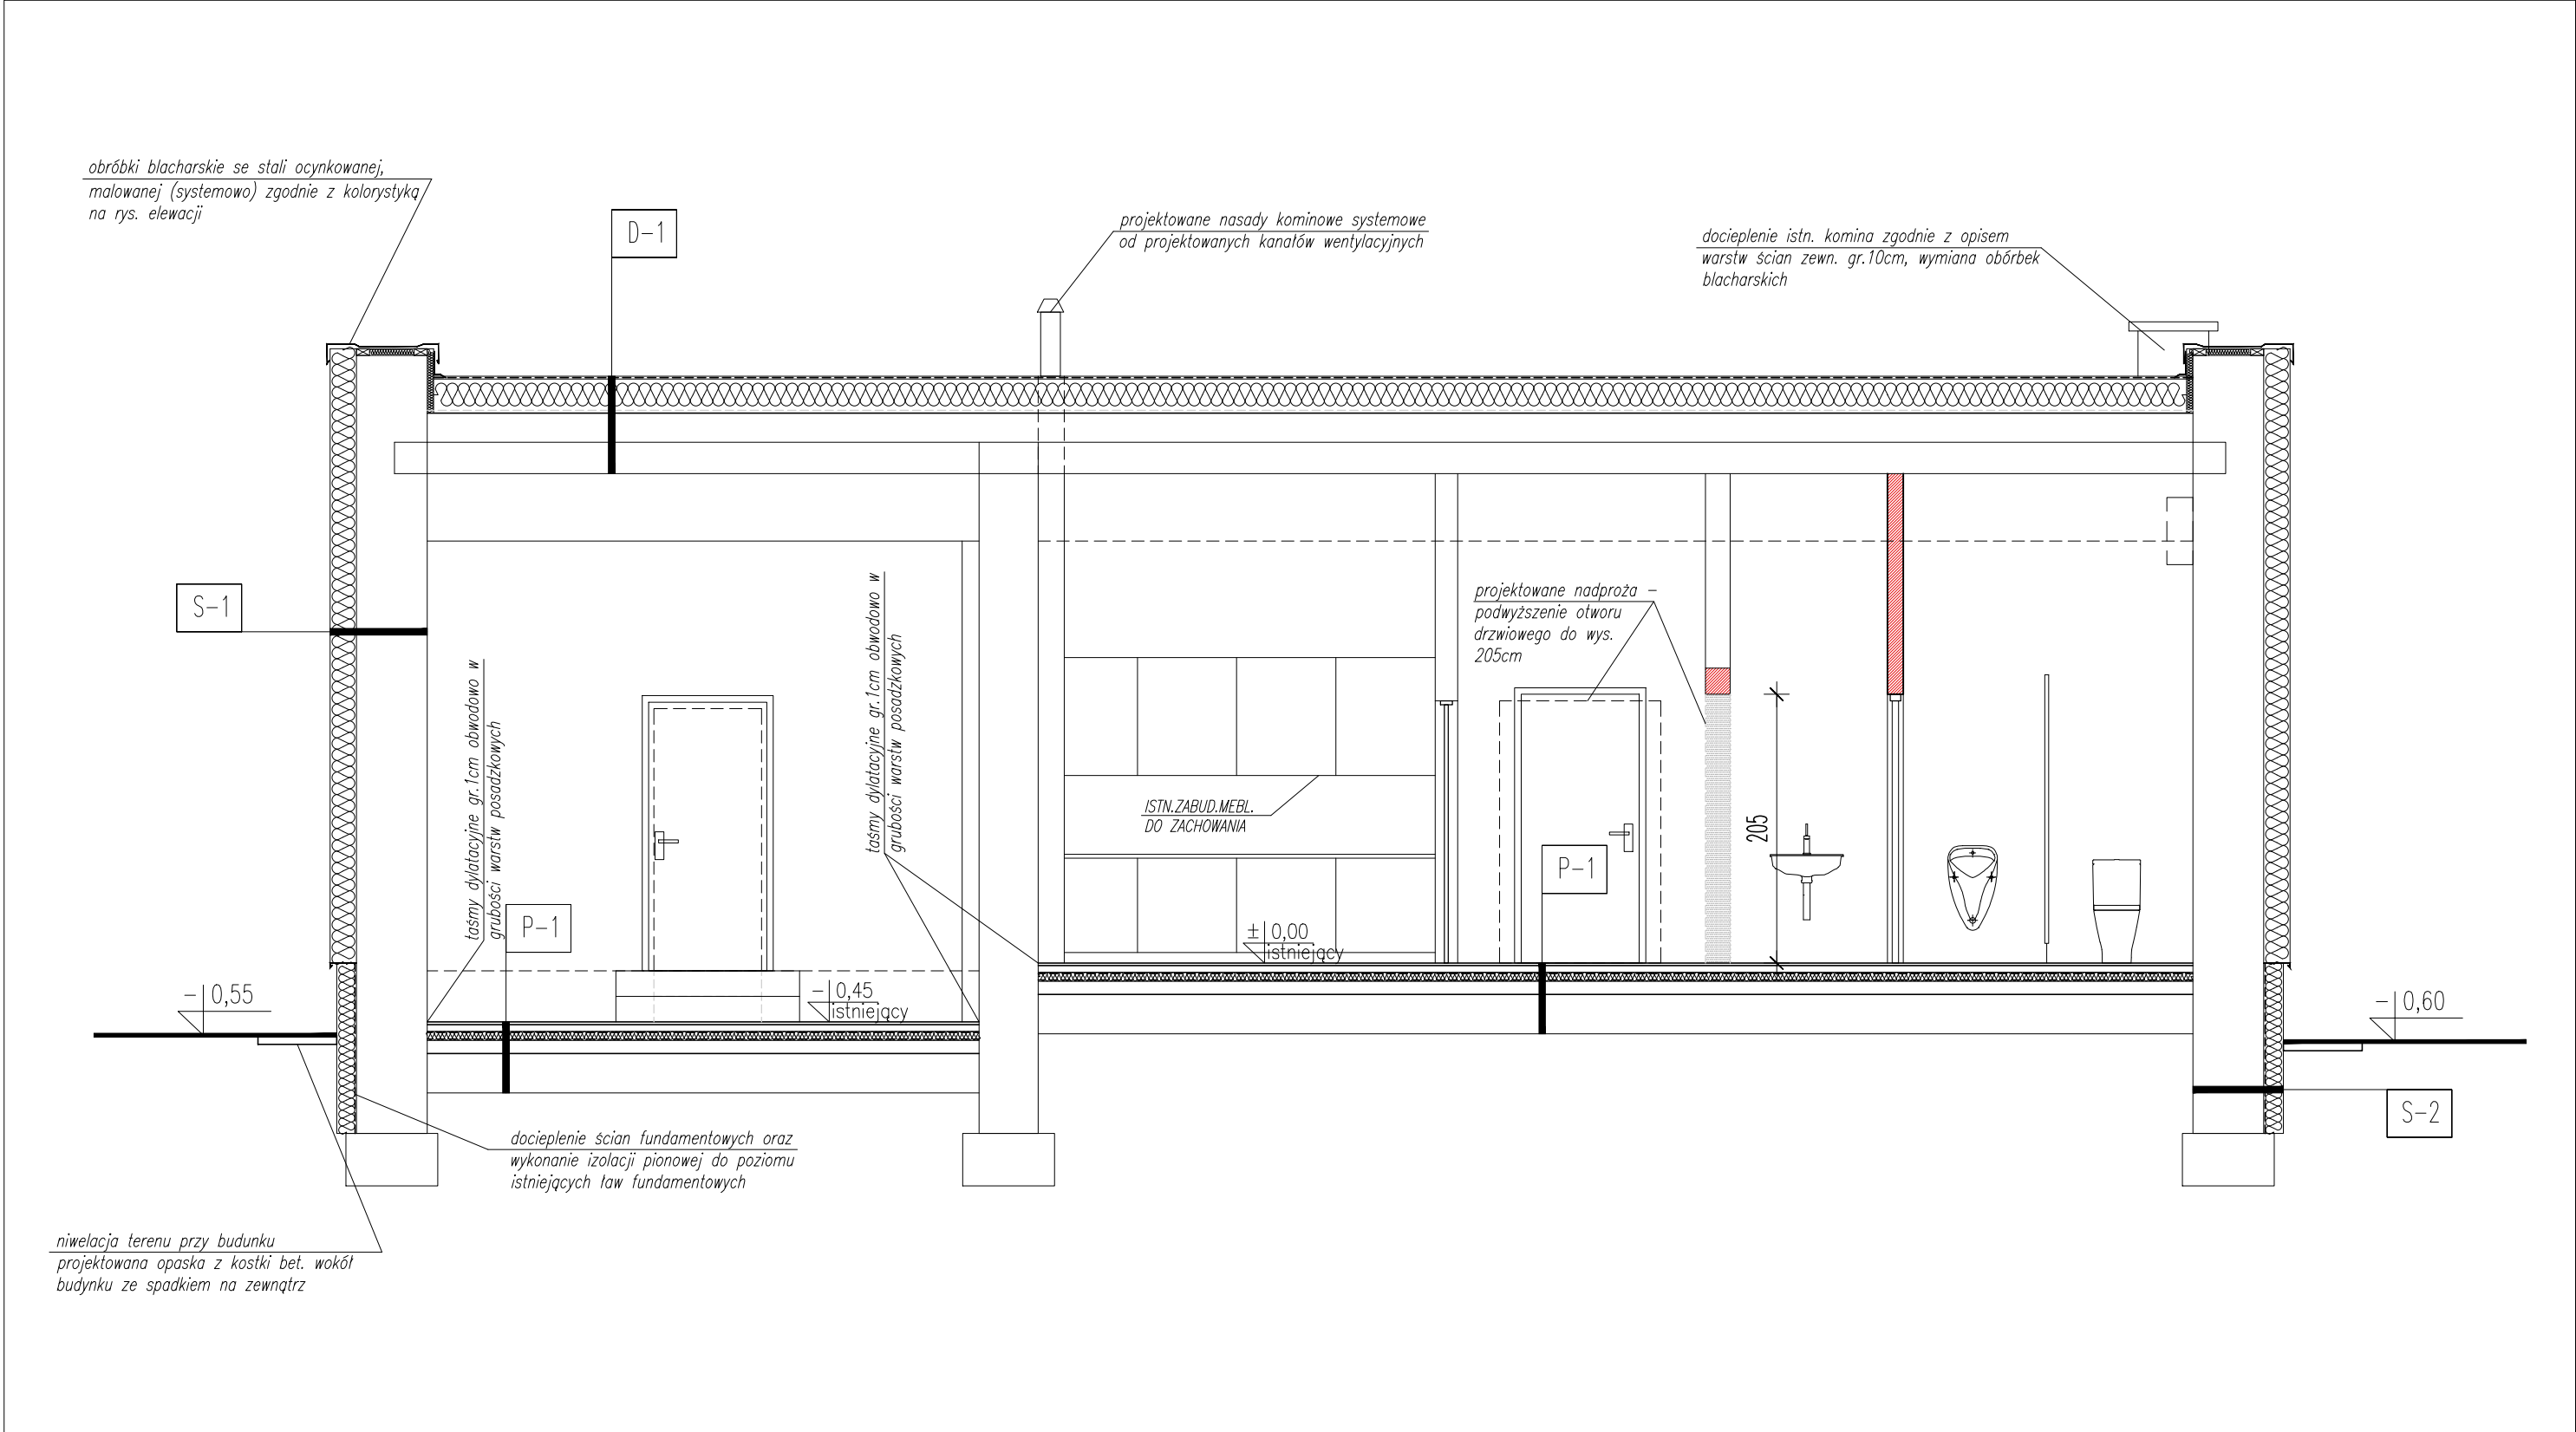 obróbki blacharskie se stali ocynkowanej,
malowanej (systemowo) zgodnie z kolorystyką
na rys. elewacji
D-1
projektowane nasady kominowe systemowe
od projektowanych kanałów wentylacyjnych
docieplenie istn. komina zgodnie z opisem
warstw ścian zewn. gr.10cm, wymiana obórbek
blacharskich
S-1
taśmy dylatacyjne gr.1cm obwodowo w
grubości warstw posadzkowych
taśmy dylatacyjne gr.1cm obwodowo w
grubości warstw posadzkowych
projektowane nadproża –
podwyższenie otworu
drzwiowego do wys.
205cm
ISTN.ZABUD.MEBL.
DO ZACHOWANIA
205
P-1
P-1
± 0,00
istniejący
- 0,45
istniejący
- 0,55
- 0,60
S-2
docieplenie ścian fundamentowych oraz
wykonanie izolacji pionowej do poziomu
istniejących ław fundamentowych
niwelacja terenu przy budunku
projektowana opaska z kostki bet. wokół
budynku ze spadkiem na zewnątrz